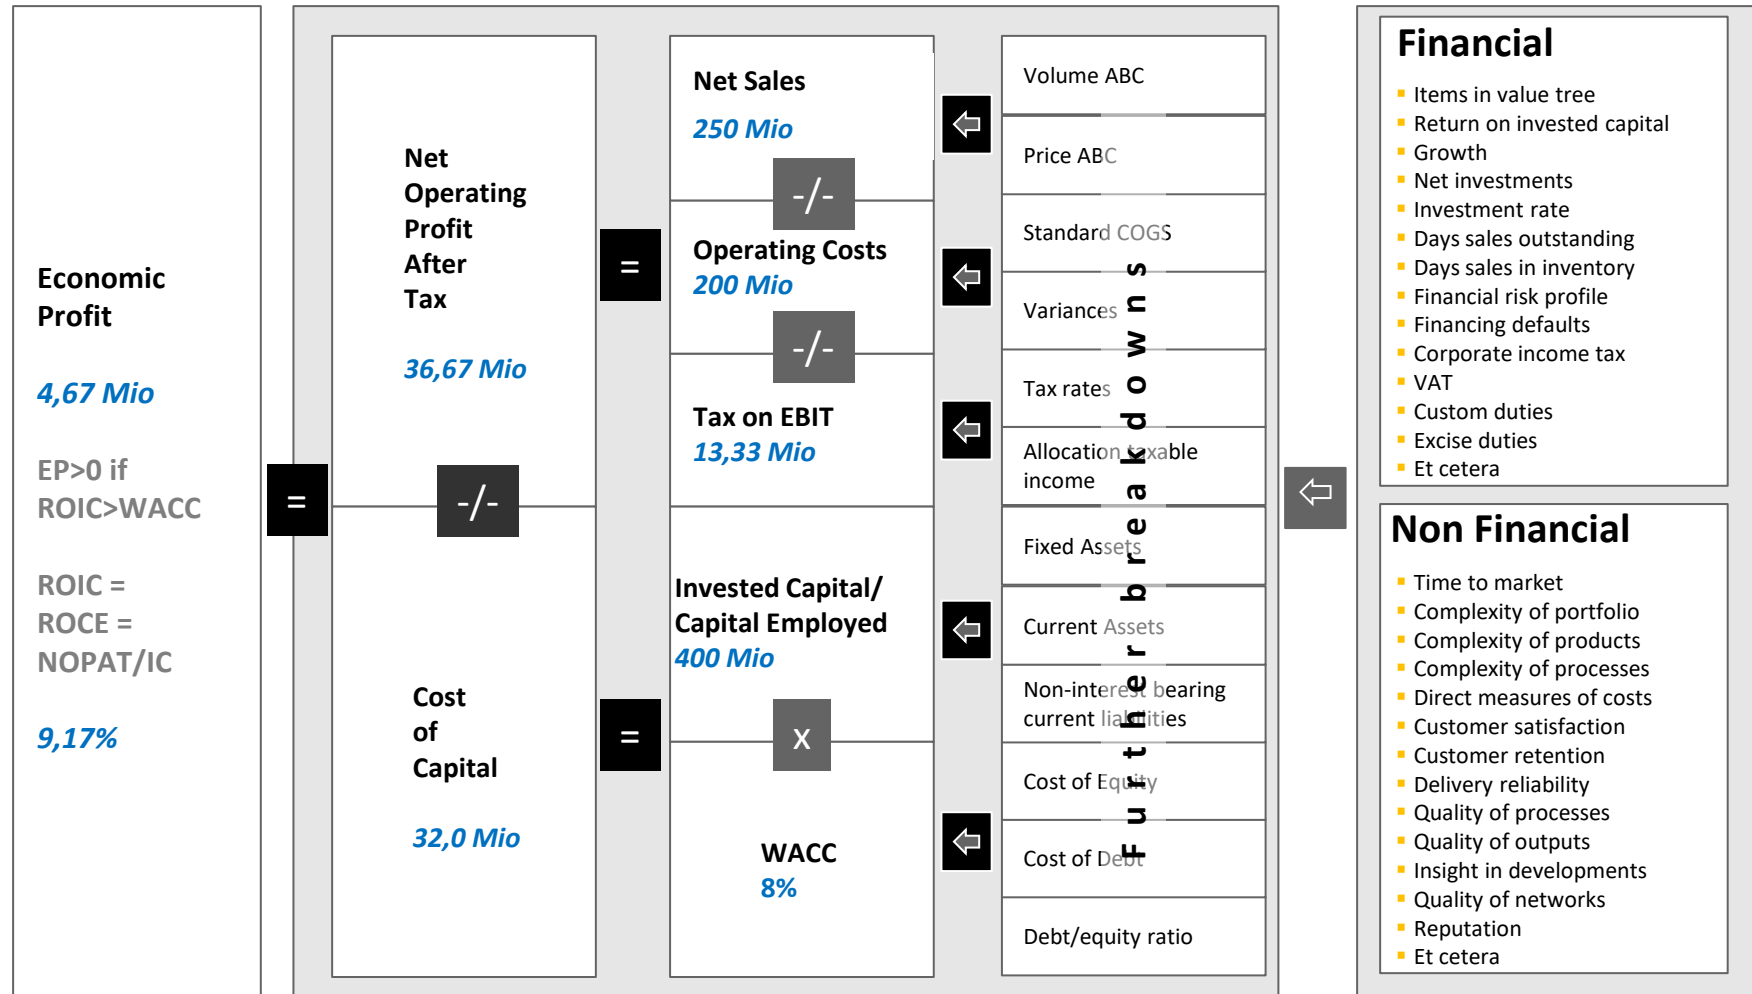 Economic
Profit
4,67 Mio
EP>0 if
ROIC>WACC
ROIC =
ROCE =
NOPAT/IC
9,17%
=
Net
Operating
Profit
After
Tax
36,67 Mio
-/-
Cost
of
Capital
32,0 Mio
=
=
Net Sales
250 Mio
-/-
Operating Costs
200 Mio
-/-
Tax on EBIT
13,33 Mio
Invested Capital/
Capital Employed
400 Mio
x
WACC
8%
Volume ABC
Price ABC
Standard COGS
Variances
Tax rates
Allocation taxable
income
Fixed Assets
Current Assets
Non-interest bearing
current liabilities
Cost of Equity
Cost of Debt
Debt/equity ratio
Further breakdowns
Financial
Items in value tree
Return on invested capital
Growth
Net investments
Investment rate
Days sales outstanding
Days sales in inventory
Financial risk profile
Financing defaults
Corporate income tax
VAT
Custom duties
Excise duties
Et cetera
Non Financial
Time to market
Complexity of portfolio
Complexity of products
Complexity of processes
Direct measures of costs
Customer satisfaction
Customer retention
Delivery reliability
Quality of processes
Quality of outputs
Insight in developments
Quality of networks
Reputation
Et cetera